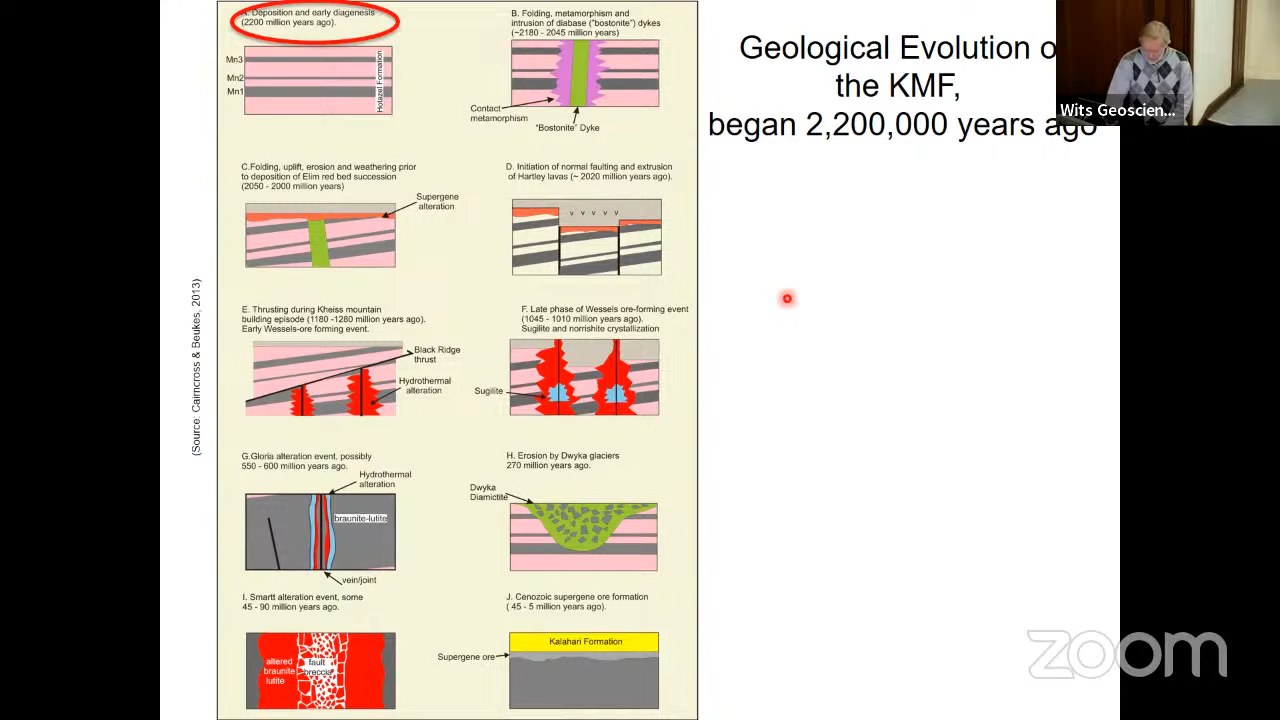 A. Deposition and early diagenesis
(2200 million years ago).
Mn3
Mn2
Mn1
Hotazel Formation
B. Folding, metamorphism and
intrusion of diabase ("bostonite") dykes
(~2180 - 2045 million years)
Contact
metamorphism
"Bostonite" Dyke
C.Folding, uplift, erosion and weathering prior
to deposition of Elim red bed succession
(2050 - 2000 million years)
Supergene
alteration
D. Initiation of normal faulting and extrusion
of Hartley lavas (~ 2020 million years ago).
v v v v v
E. Thrusting during Kheiss mountain
building episode (1180 -1280 million years ago).
Early Wessels-ore forming event.
Black Ridge
thrust
Hydrothermal
alteration
F. Late phase of Wessels ore-forming event
(1045 - 1010 million years ago).
Sugilite and norrishite crystallization
Sugilite
G.Gloria alteration event, possibly
550 - 600 million years ago.
Hydrothermal
alteration
braunite-lutite
vein/joint
H. Erosion by Dwyka glaciers
270 million years ago.
Dwyka
Diamictite
I. Smartt alteration event, some
45 - 90 million years ago.
altered
braunite
lutite
fault
breccia
J. Cenozoic supergene ore formation
( 45 - 5 million years ago).
Kalahari Formation
Supergene ore
(Source: Cairncross & Beukes, 2013)
Geological Evolution o
the KMF,
began 2,200,000 years ago
Wits Geoscien...
zoom